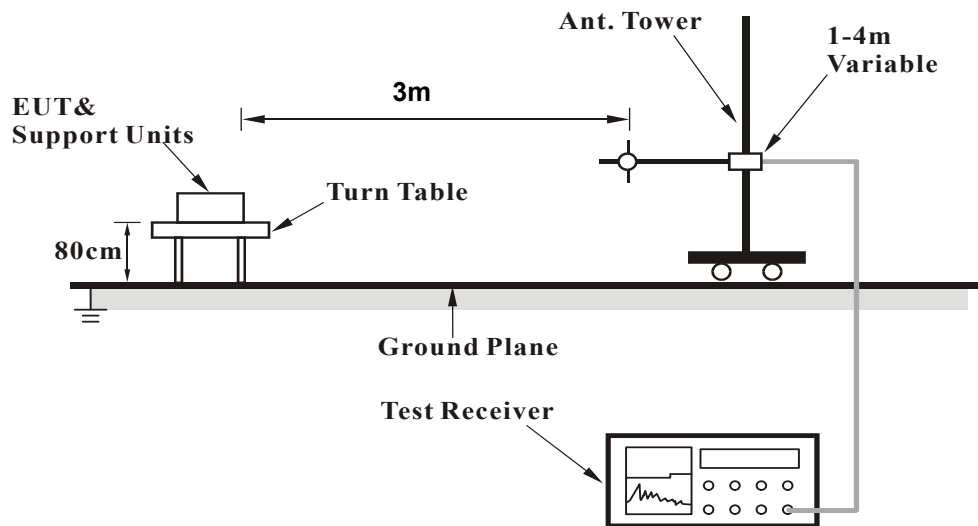 Ant. Tower
1-4m
Variable
3m
EUT&
Support Units
Turn Table
80cm
Ground Plane
Test Receiver